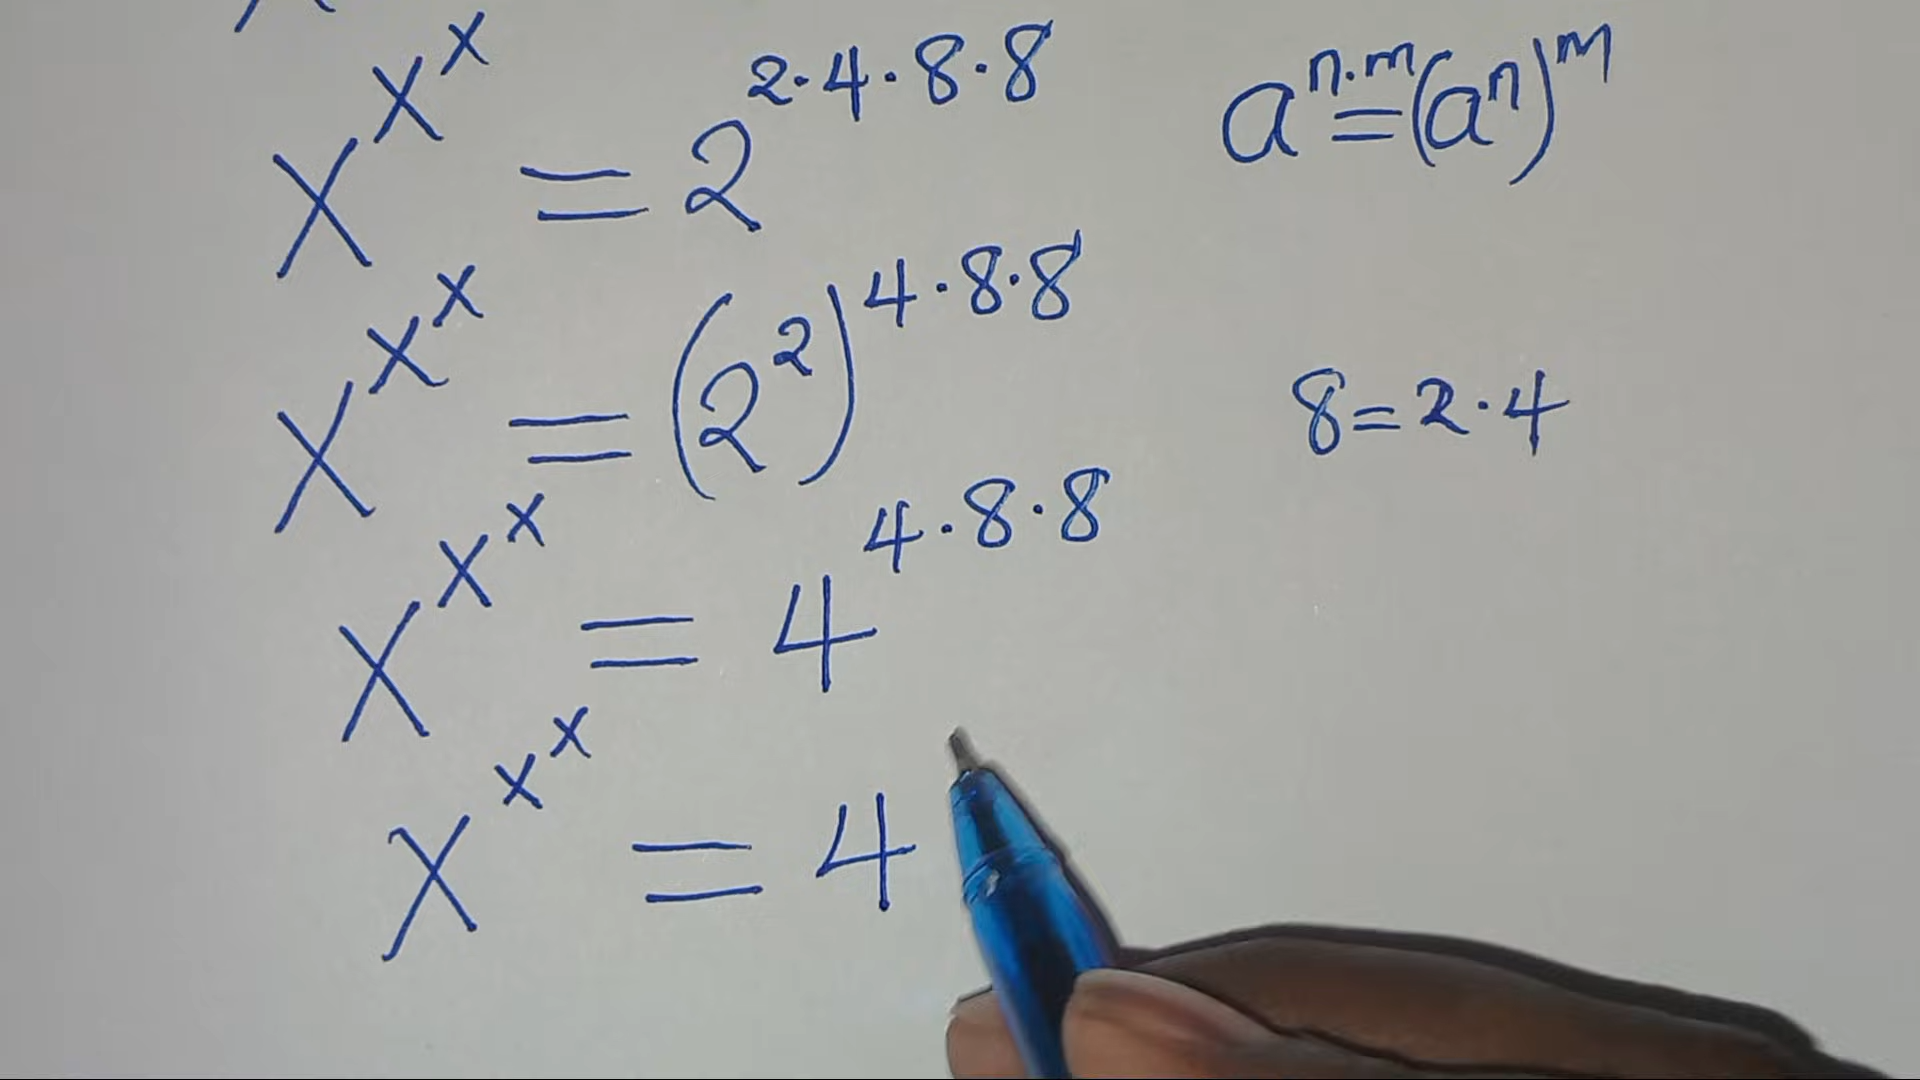 x^{x^x} = 2^{2·4·8·8}
a^{n·m} = (a^n)^m
x^{x^x} = (2^2)^{4·8·8}
8 = 2·4
x^{x^x} = 4^{4·8·8}
x^{x^x} = 4